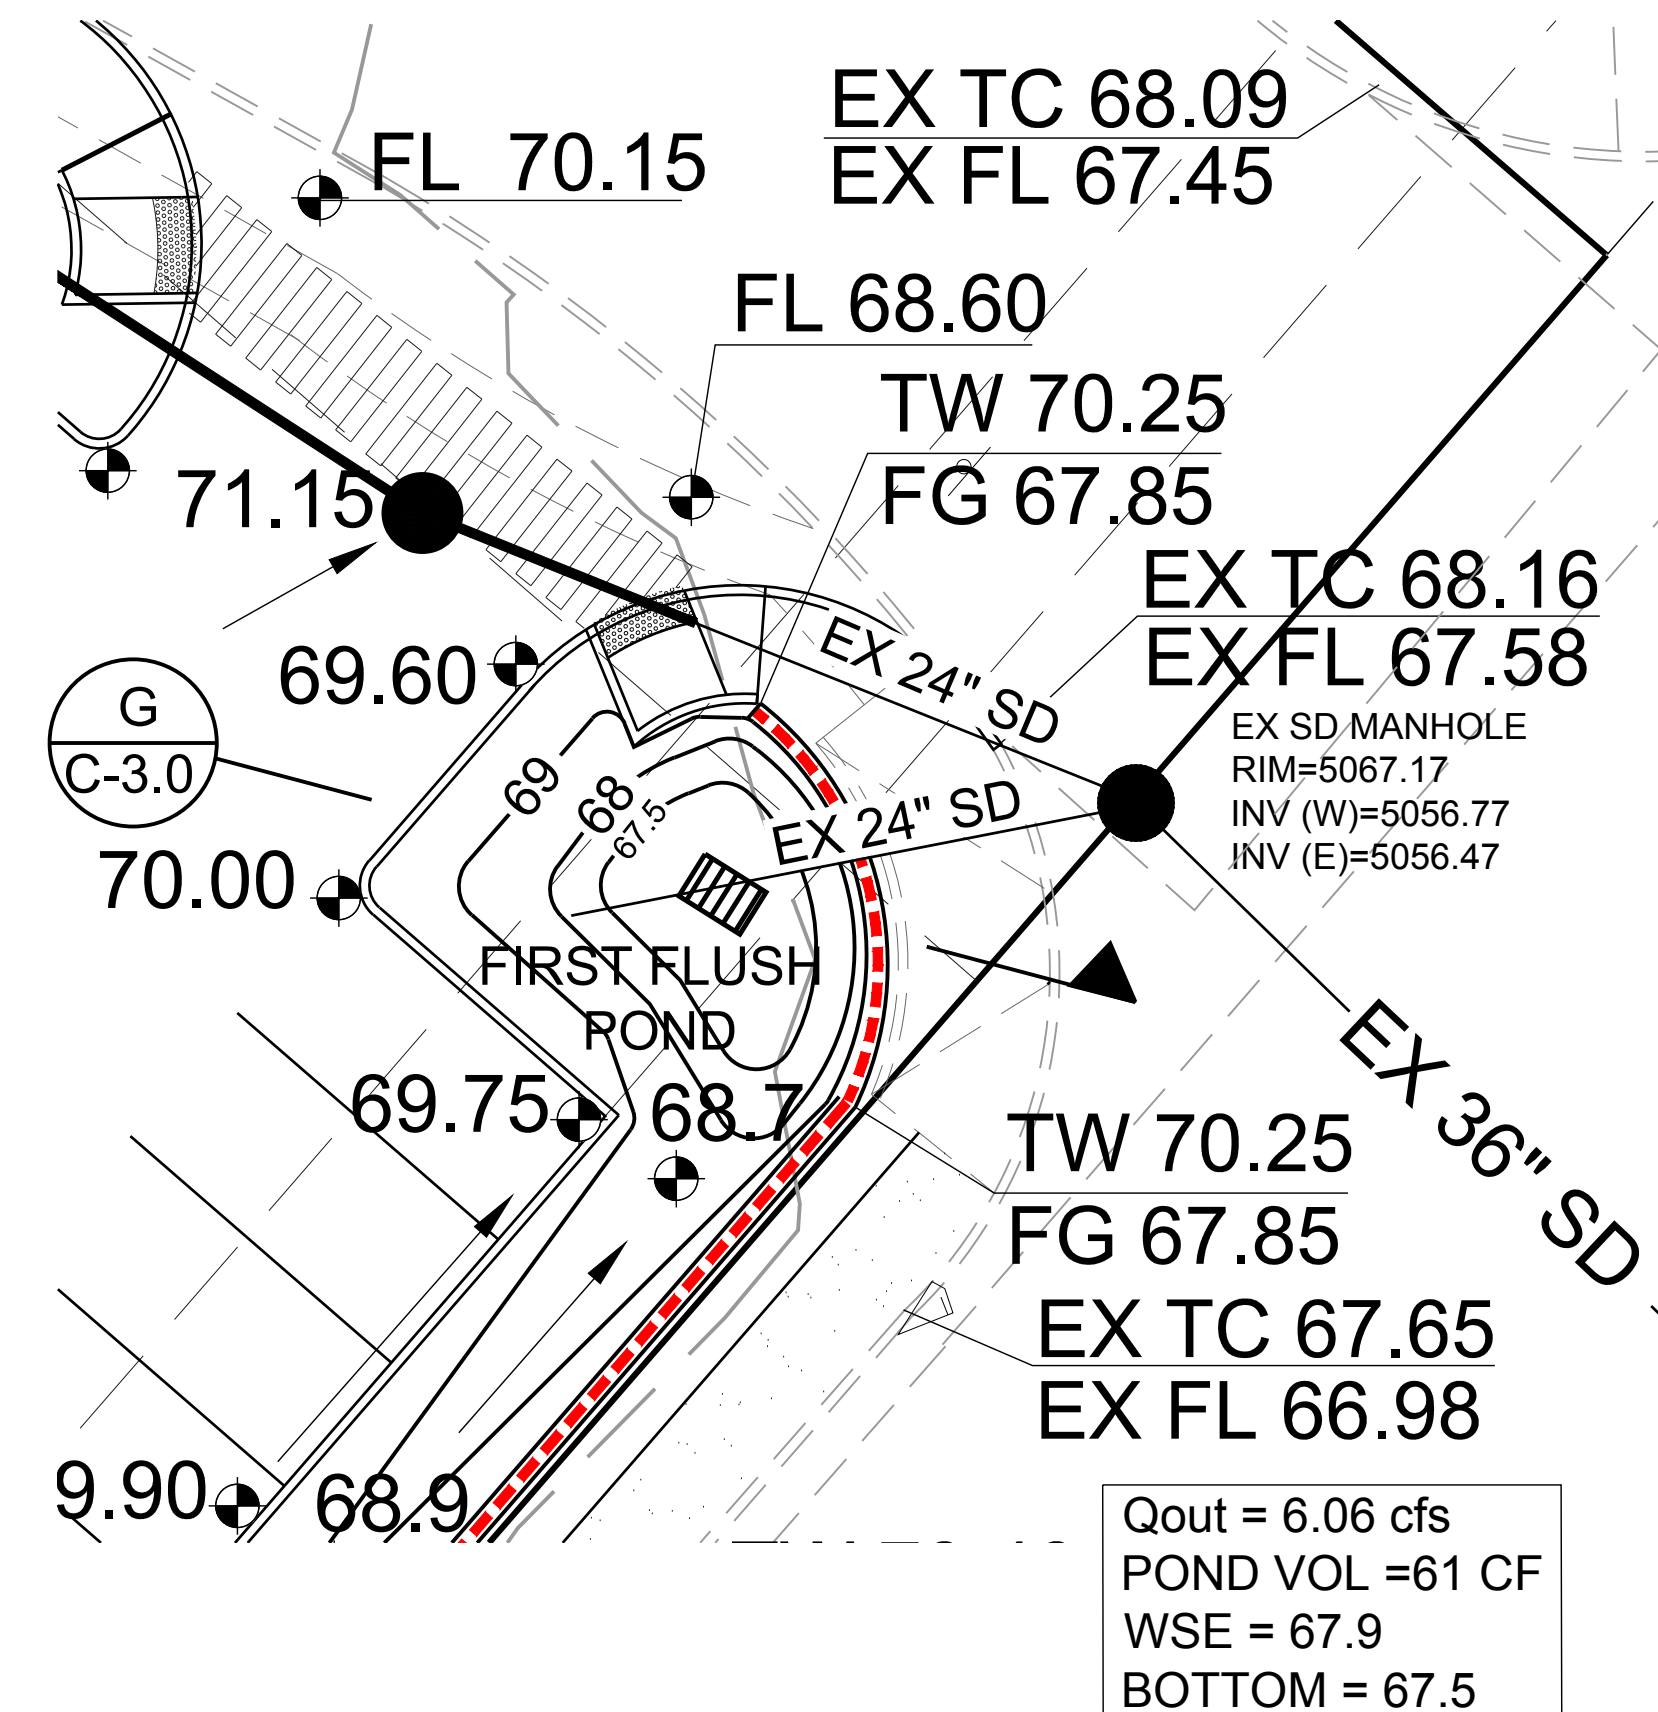 EX TC 68.09
EX FL 67.45
FL 70.15
FL 68.60
TW 70.25
FG 67.85
71.15
EX TC 68.16
EX FL 67.58
EX 24" SD
69.60
G
C-3.0
EX SD MANHOLE
RIM=5067.17
INV (W)=5056.77
INV (E)=5056.47
69
68
67.5
EX 24" SD
70.00
FIRST FLUSH
POND
EX 36" SD
69.75
68.7
TW 70.25
FG 67.85
EX TC 67.65
EX FL 66.98
9.90
68.9
Qout = 6.06 cfs
POND VOL =61 CF
WSE = 67.9
BOTTOM = 67.5